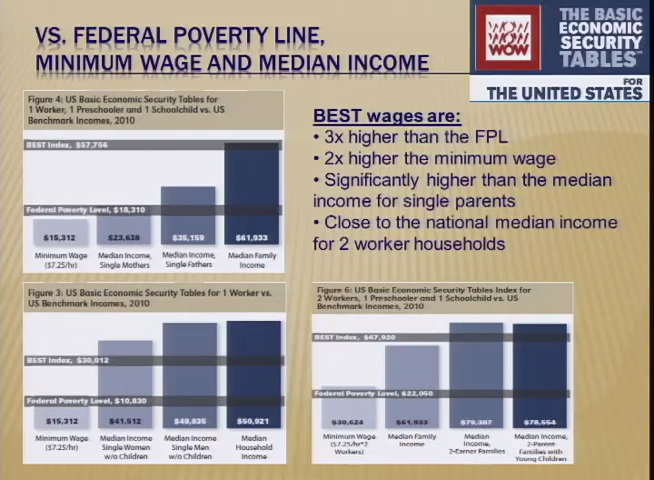 VS. FEDERAL POVERTY LINE,
MINIMUM WAGE AND MEDIAN INCOME
WOW
THE BASIC
ECONOMIC
SECURITY
TABLES™
FOR
THE UNITED STATES
Figure 4: US Basic Economic Security Tables for
1 Worker, 1 Preschooler and 1 Schoolchild vs. US
Benchmark Incomes, 2010
BEST Index, $57,756
Federal Poverty Level, $18,310
$15,312 $23,638 $35,159 $61,933
Minimum Wage
($7.25/hr)
Median Income,
Single Mothers
Median Income,
Single Fathers
Median Family
Income
BEST wages are:
• 3x higher than the FPL
• 2x higher the minimum wage
• Significantly higher than the median
income for single parents
• Close to the national median income
for 2 worker households
Figure 3: US Basic Economic Security Tables for 1 Worker vs.
US Benchmark Incomes, 2010
BEST Index, $30,012
Federal Poverty Level, $10,830
$15,312 $41,512 $49,835 $50,921
Minimum Wage
($7.25/hr)
Median Income
Single Women
w/o Children
Median Income
Single Men
w/o Children
Median
Household
Income
Figure 6: US Basic Economic Security Tables Index for
2 Workers, 1 Preschooler and 1 Schoolchild vs. US
Benchmark Incomes, 2010
BEST Index, $67,920
Federal Poverty Level, $22,050
$30,624 $61,933 $79,387 $78,554
Minimum Wage
($7.25/hr*2
Workers)
Median Family
Income
Median
Income,
2-Earner Families
Median Income,
2-Parent
Families with
Young Children